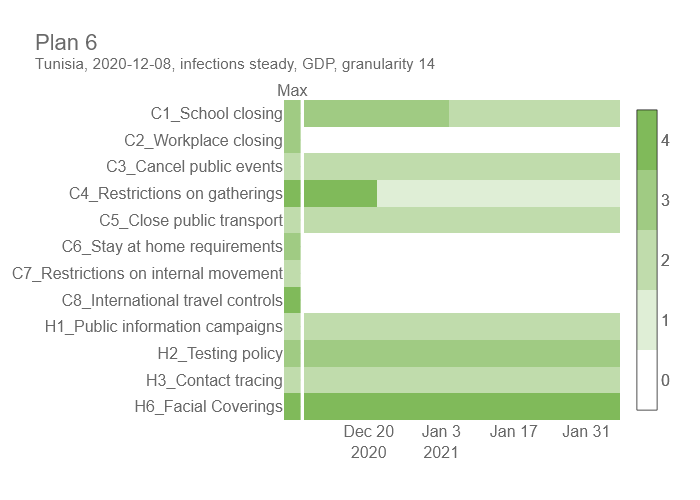 Plan 6
Tunisia, 2020-12-08, infections steady, GDP, granularity 14
Max
C1_School closing
C2_Workplace closing
C3_Cancel public events
C4_Restrictions on gatherings
C5_Close public transport
C6_Stay at home requirements
C7_Restrictions on internal movement
C8_International travel controls
H1_Public information campaigns
H2_Testing policy
H3_Contact tracing
H6_Facial Coverings
4
3
2
1
0
Dec 20 Jan 3 Jan 17 Jan 31
2020 2021